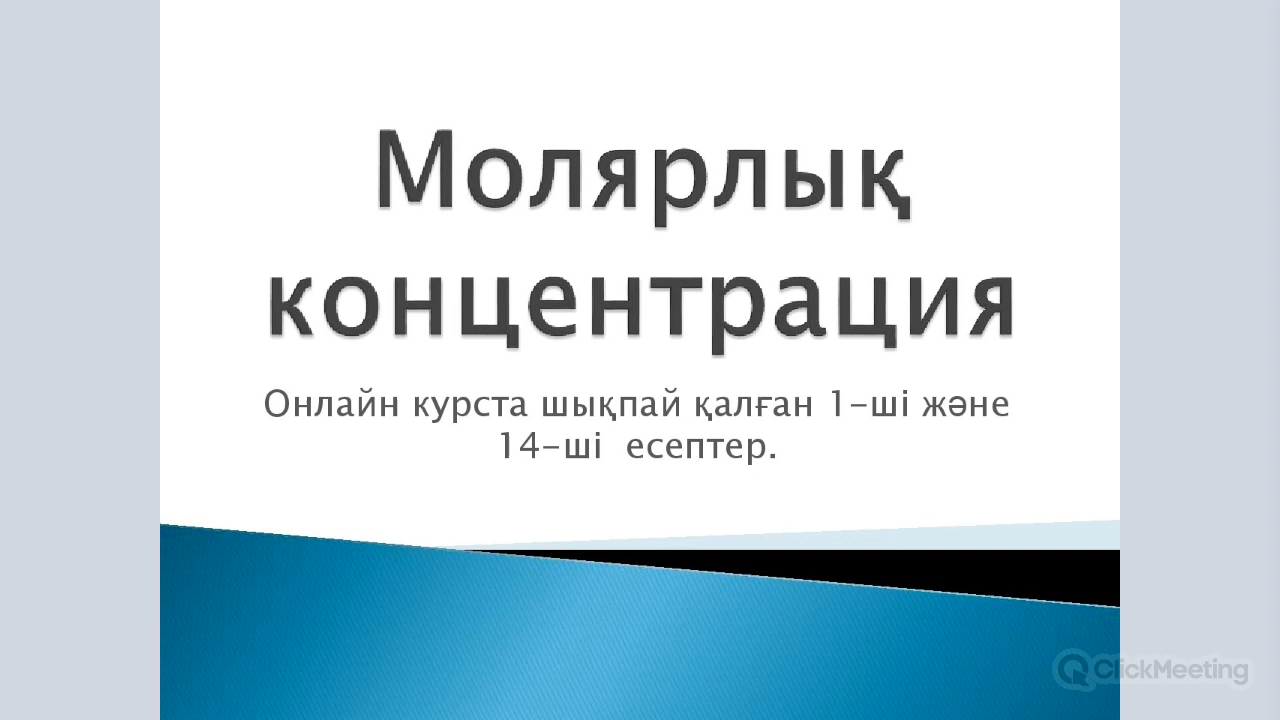 Молярлық
концентрация
Онлайн курста шықпай қалған 1-ші және
14-ші есептер.
ClickMeeting